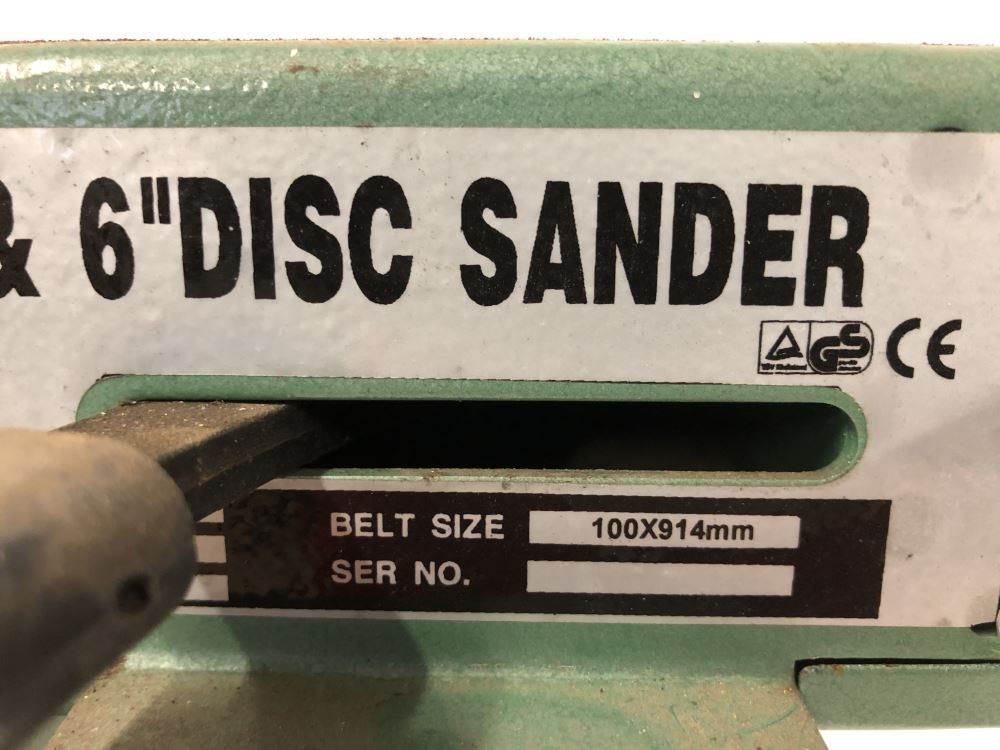 & 6"DISC SANDER
GS
CE
BELT SIZE 100X914mm
SER NO.